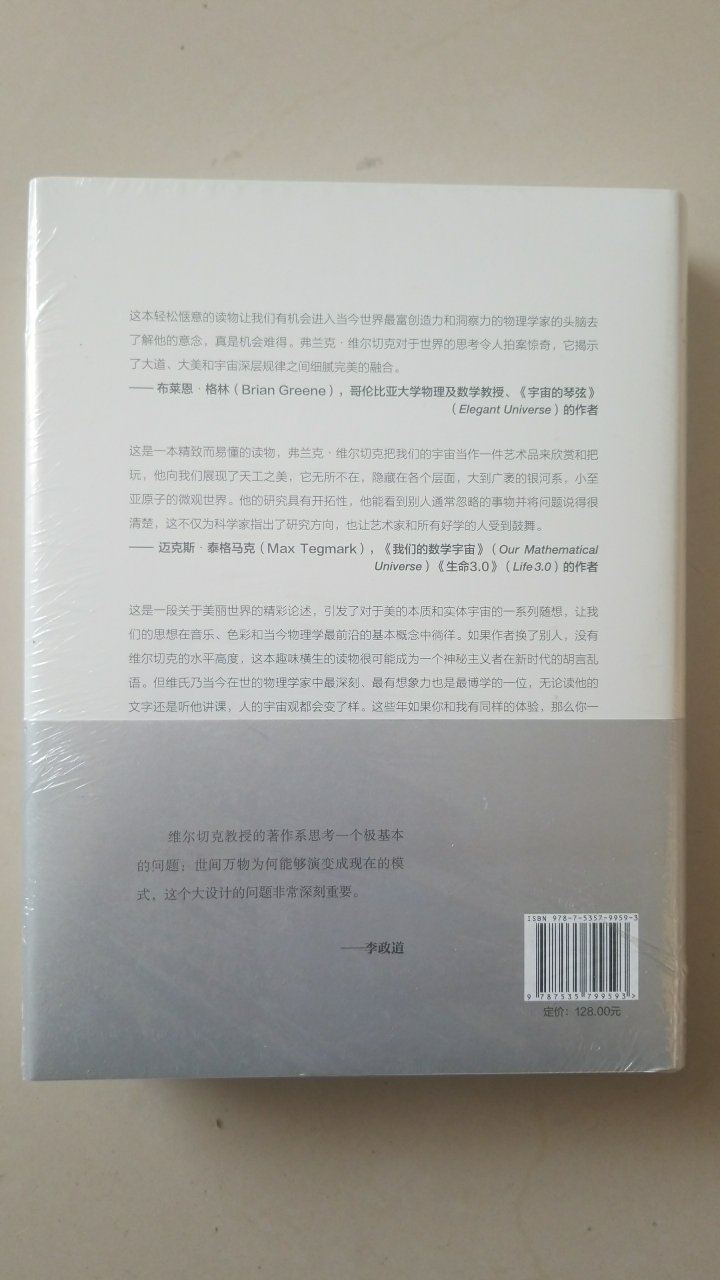 这本轻松惬意的读物让我们有机会进入当今世界最富创造力和洞察力的物理学家的头脑去
了解他的意念，真是机会难得。弗兰克·维尔切克对于世界的思考令人拍案惊奇，它揭示
了大道、大美和宇宙深层规律之间细腻完美的融合。
—— 布莱恩·格林（Brian Greene），哥伦比亚大学物理及数学教授、《宇宙的琴弦》
（Elegant Universe）的作者
这是一本精致而易懂的读物，弗兰克·维尔切克把我们的宇宙当作一件艺术品来欣赏和把
玩，他向我们展现了天工之美，它无所不在，隐藏在各个层面，大到广袤的银河系，小至
亚原子的微观世界。他的研究具有开拓性，他能看到别人通常忽略的事物并将问题说得很
清楚，这不仅为科学家指出了研究方向，也让艺术家和所有好学的人受到鼓舞。
—— 迈克斯·泰格马克（Max Tegmark），《我们的数学宇宙》（Our Mathematical
Universe）《生命3.0》（Life 3.0）的作者
这是一段关于美丽世界的精彩论述，引发了对于美的本质和实体宇宙的一系列随想，让我
们的思想在音乐、色彩和当今物理学最前沿的基本概念中徜徉。如果作者换了别人，没有
维尔切克的水平高度，这本趣味横生的读物很可能成为一个神秘主义者在新时代的胡言乱
语。但维氏乃当今在世的物理学家中最深刻、最有想象力也是最博学的一位，无论读他的
文字还是听他讲课，人的宇宙观都会变了样。这些年如果你和我有同样的体验，那么你一
维尔切克教授的著作系思考一个极基本
的问题：世间万物为何能够演变成现在的模
式，这个大设计的问题非常深刻重要。
——李政道
ISBN 978-7-5357-9959-3
9 787535 799593 >
定价：128.00元